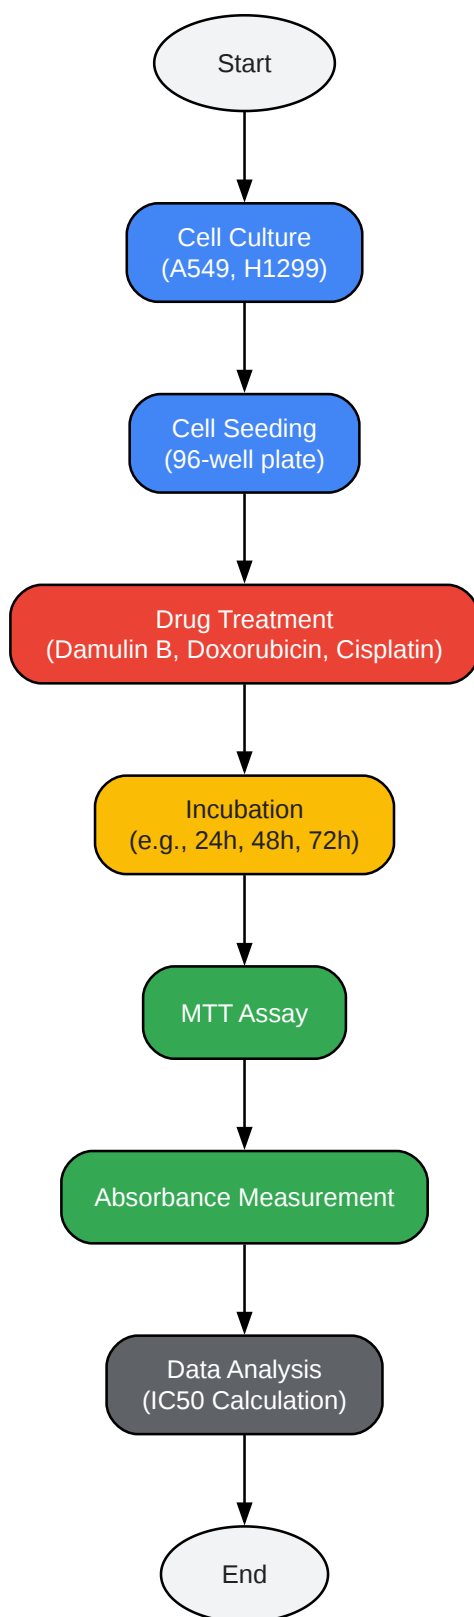 Start
Cell Culture
(A549, H1299)
Cell Seeding
(96-well plate)
Drug Treatment
(Damulin B, Doxorubicin, Cisplatin)
Incubation
(e.g., 24h, 48h, 72h)
MTT Assay
Absorbance Measurement
Data Analysis
(IC50 Calculation)
End